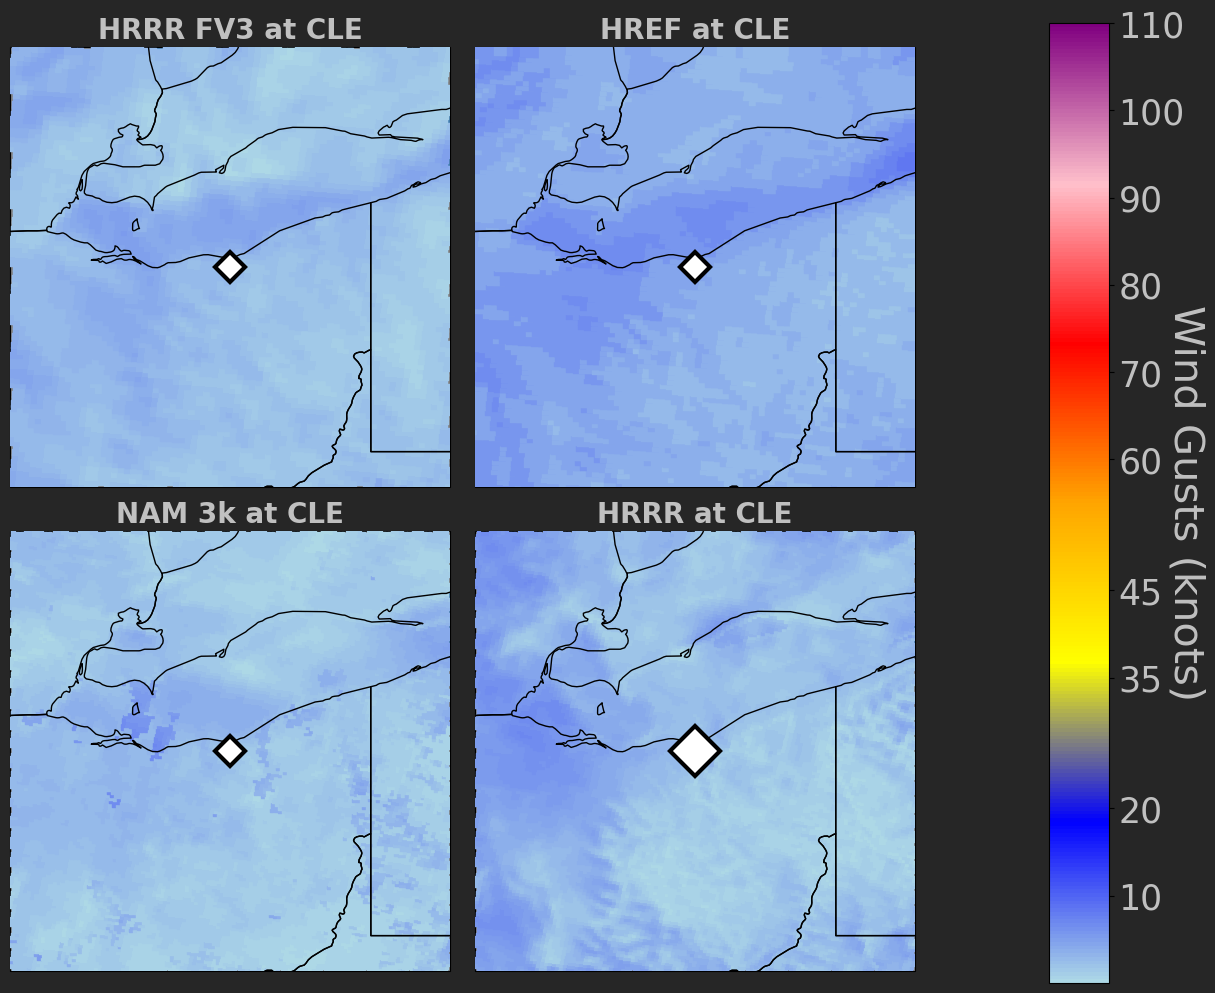 HRRR FV3 at CLE
HREF at CLE
NAM 3k at CLE
HRRR at CLE
110
100
90
80
70
60
45
35
20
10
Wind Gusts (knots)